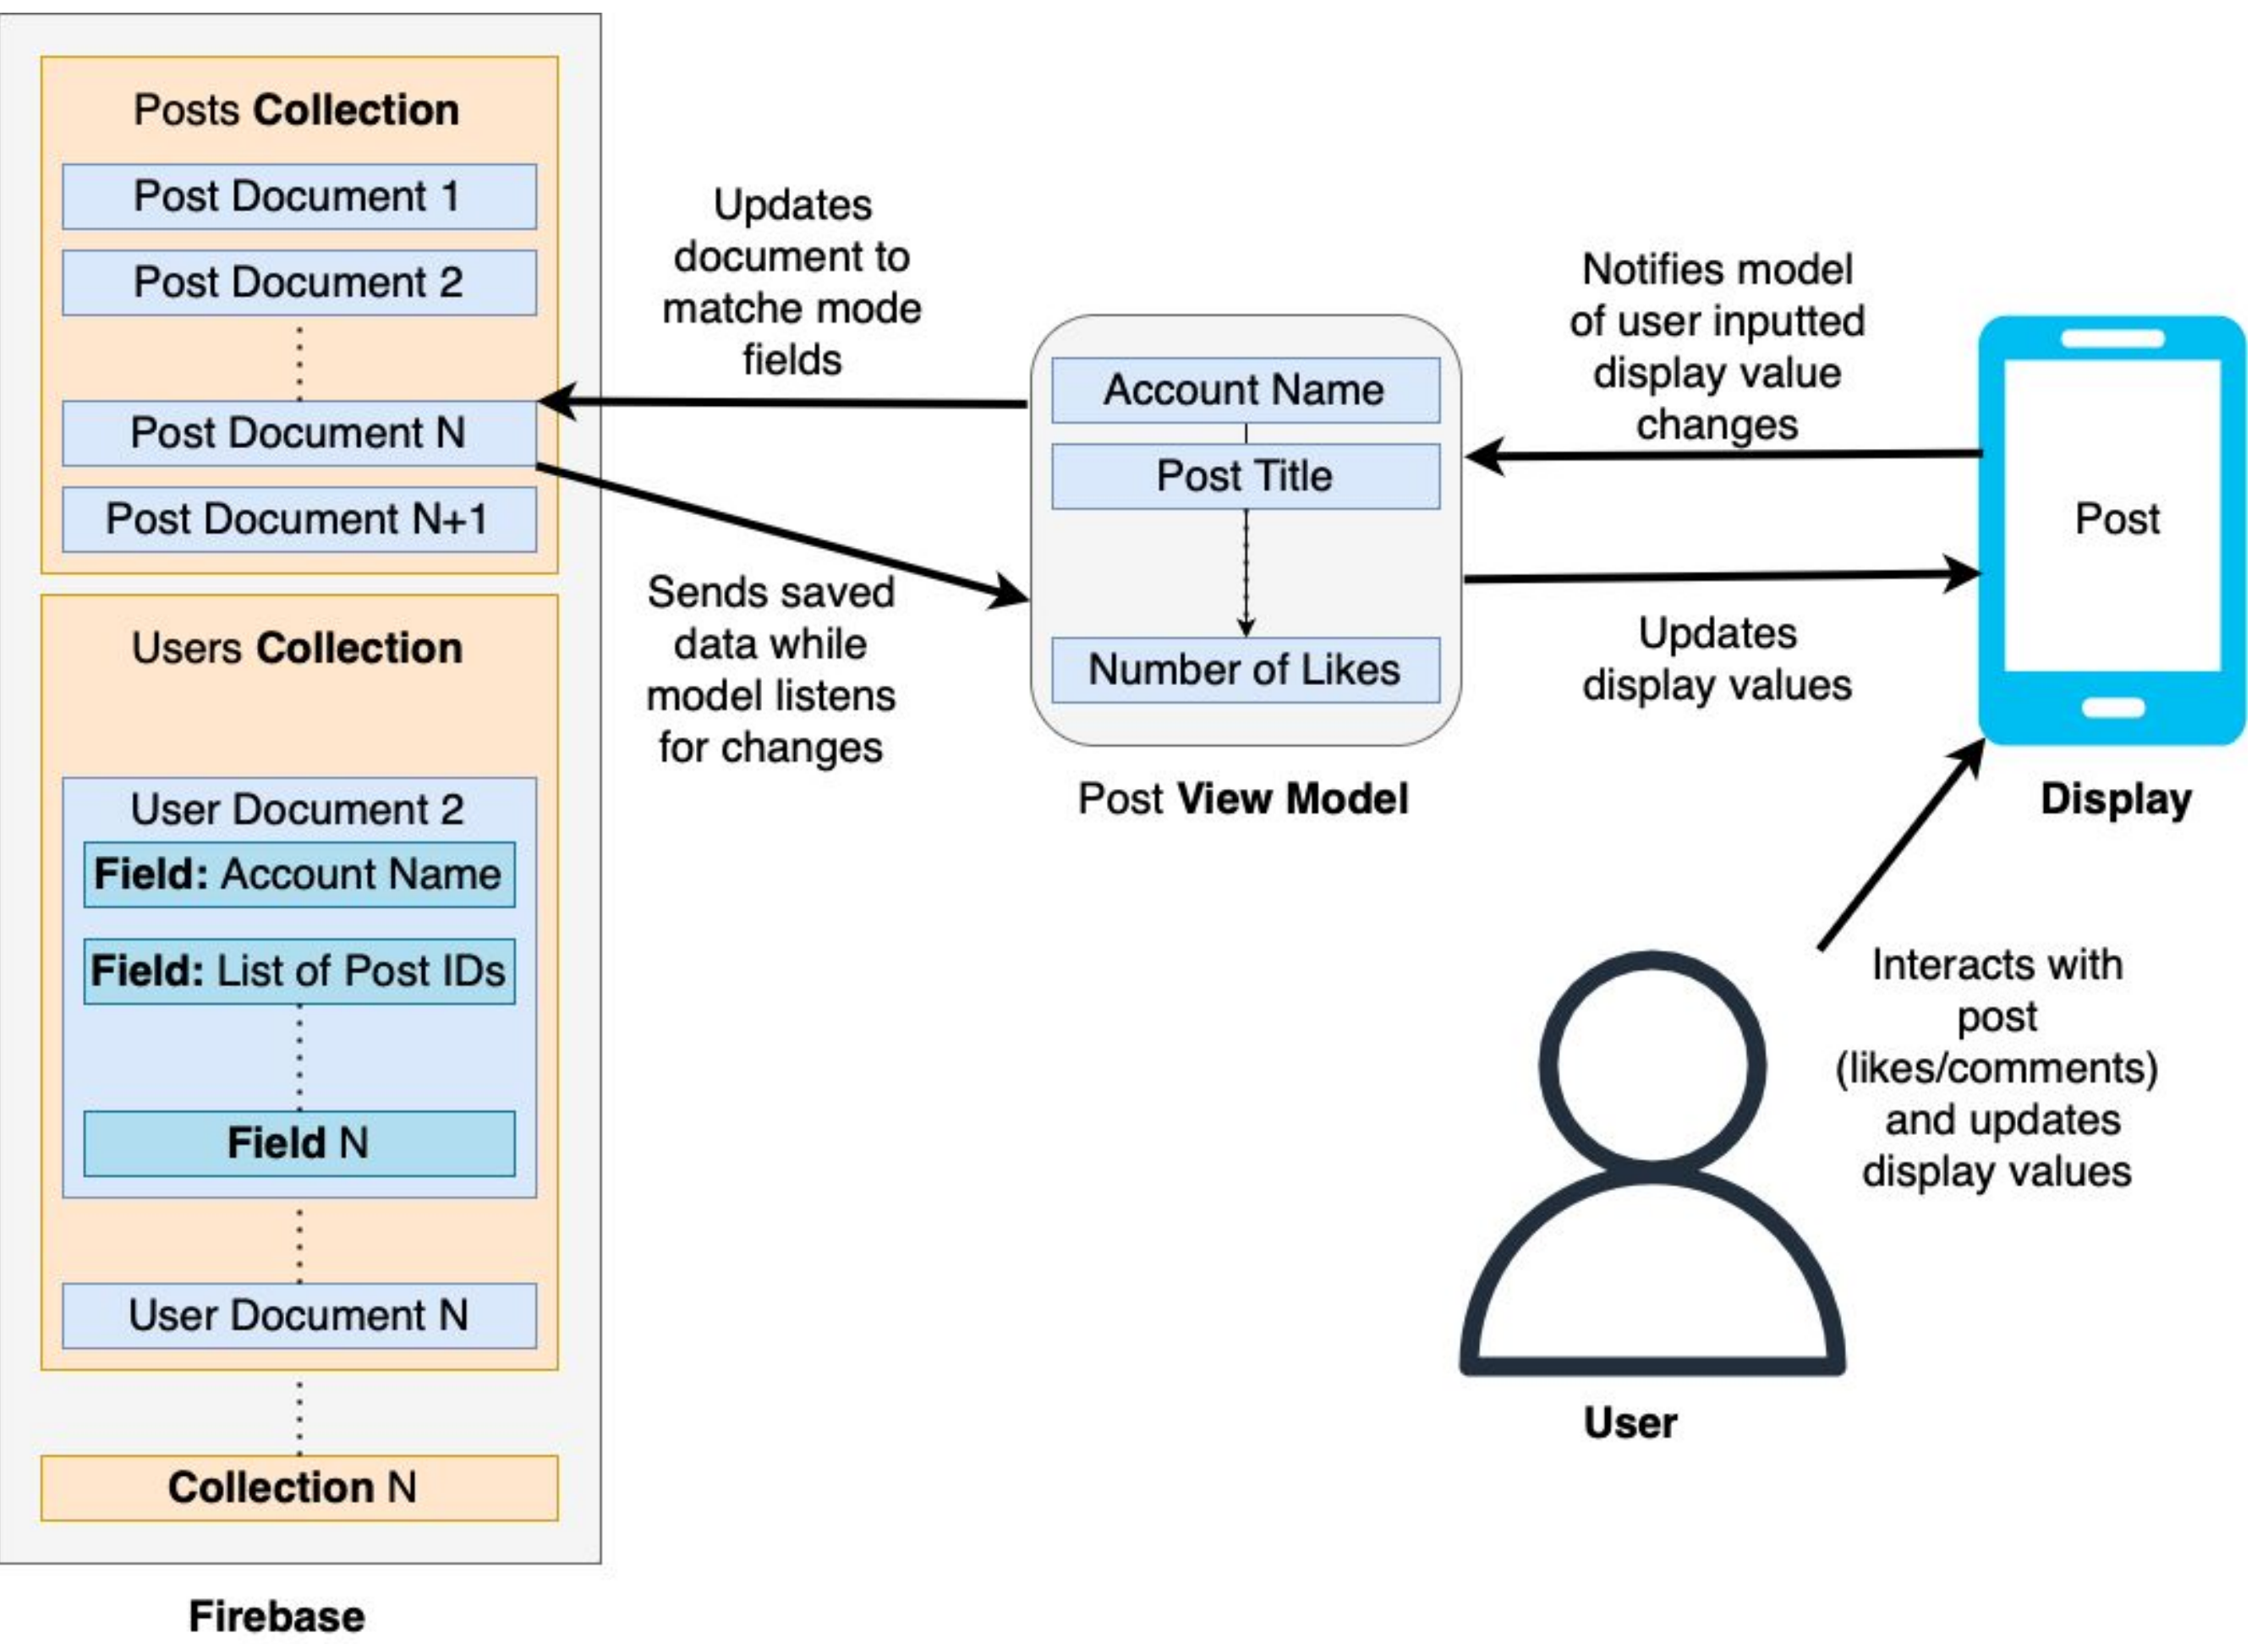 Posts Collection
Post Document 1
Post Document 2
Post Document N
Post Document N+1
Users Collection
User Document 2
Field: Account Name
Field: List of Post IDs
Field N
User Document N
Collection N
Firebase
Updates
document to
matche mode
fields
Sends saved
data while
model listens
for changes
Account Name
Post Title
Number of Likes
Post View Model
Notifies model
of user inputted
display value
changes
Updates
display values
Post
Display
Interacts with
post
(likes/comments)
and updates
display values
User